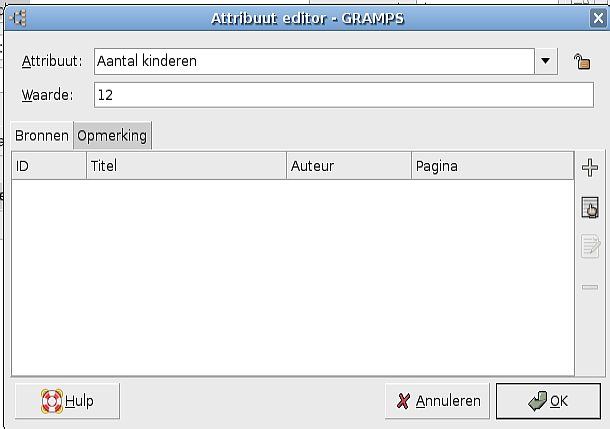 Attribuut editor - GRAMPS
Attribuut: Aantal kinderen
Waarde: 12
Bronnen Opmerking
ID Titel Auteur Pagina
Hulp Annuleren OK